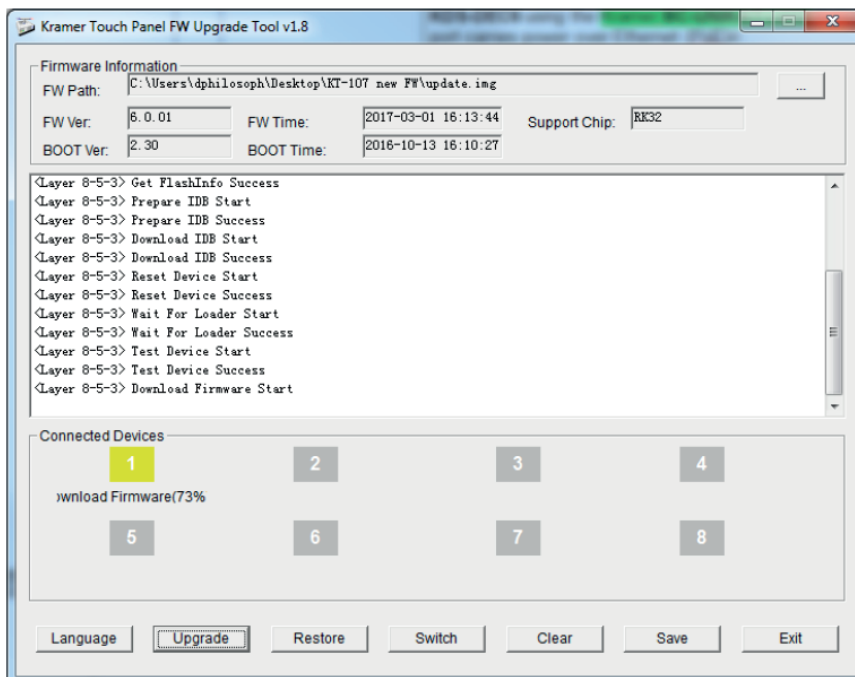 Kramer Touch Panel FW Upgrade Tool v1.8
Firmware Information
FW Path: C:\Users\dphilosoph\Desktop\KT-107 new FW\update.img ...
FW Ver: 6.0.01 FW Time: 2017-03-01 16:13:44 Support Chip: RK32
BOOT Ver: 2.30 BOOT Time: 2016-10-13 16:10:27
<Layer 8-5-3> Get FlashInfo Success
<Layer 8-5-3> Prepare IDB Start
<Layer 8-5-3> Prepare IDB Success
<Layer 8-5-3> Download IDB Start
<Layer 8-5-3> Download IDB Success
<Layer 8-5-3> Reset Device Start
<Layer 8-5-3> Reset Device Success
<Layer 8-5-3> Wait For Loader Start
<Layer 8-5-3> Wait For Loader Success
<Layer 8-5-3> Test Device Start
<Layer 8-5-3> Test Device Success
<Layer 8-5-3> Download Firmware Start
Connected Devices
1 2 3 4
ownload Firmware(73%
5 6 7 8
Language Upgrade Restore Switch Clear Save Exit